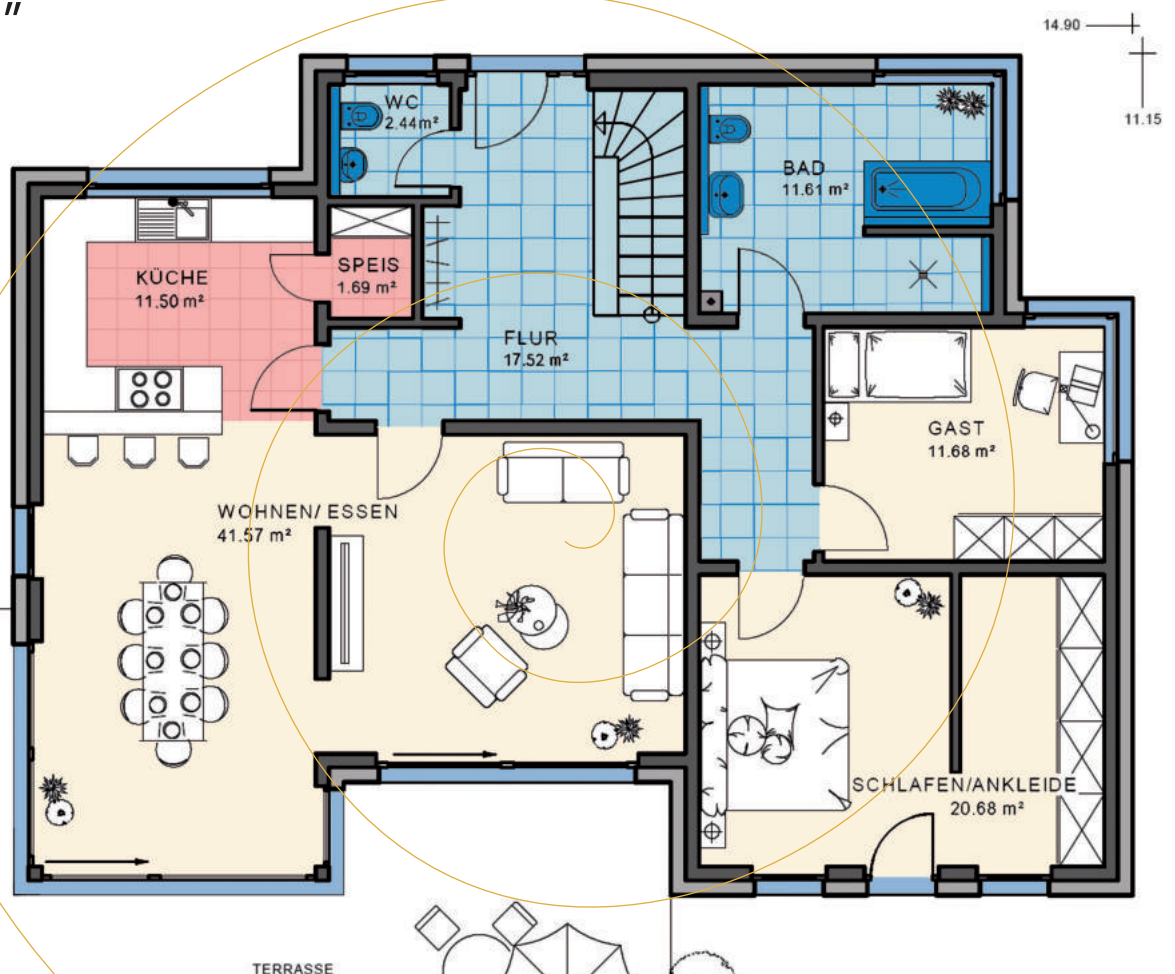 "
14.90
11.15
WC
2.44m²
BAD
11.61 m²
KÜCHE
11.50 m²
SPEIS
1.69 m²
FLUR
17.52 m²
GAST
11.68 m²
WOHNEN/ ESSEN
41.57 m²
SCHLAFEN/ANKLEIDE
20.68 m²
TERRASSE